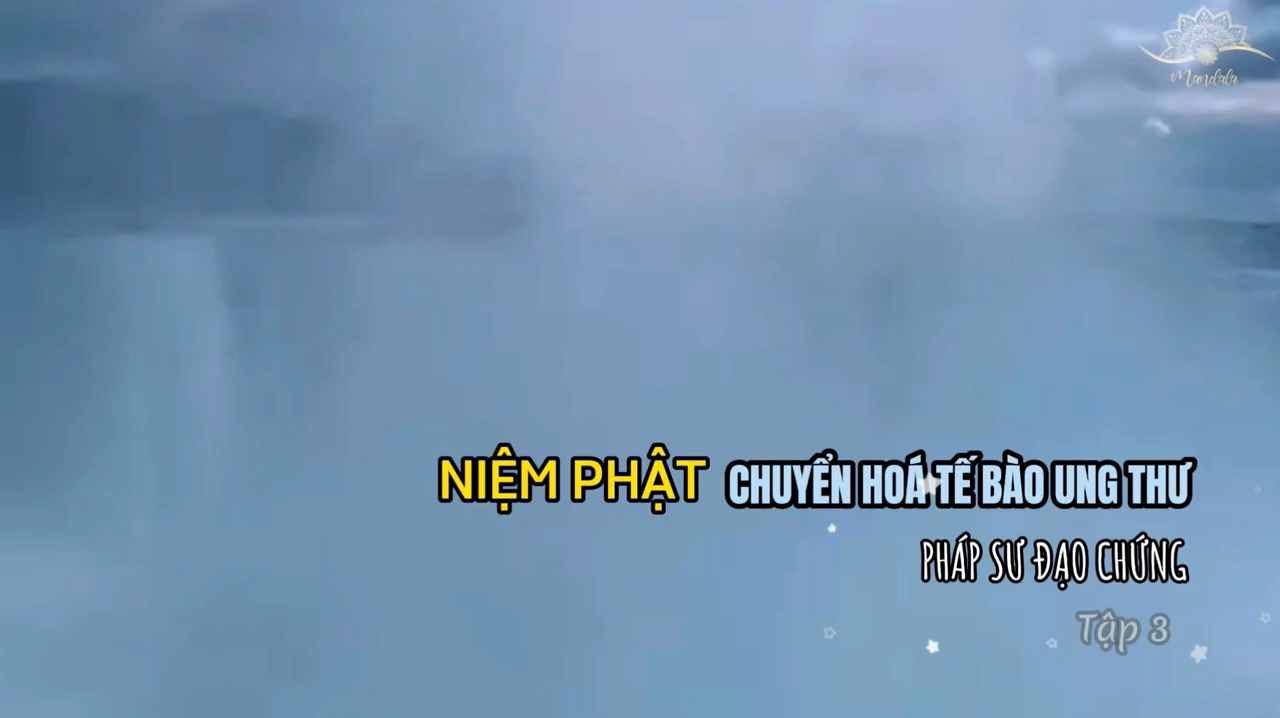 Mandala
NIỆM PHẬT CHUYỂN HOÁ TẾ BÀO UNG THƯ
PHÁP SƯ ĐẠO CHỨNG
Tập 3